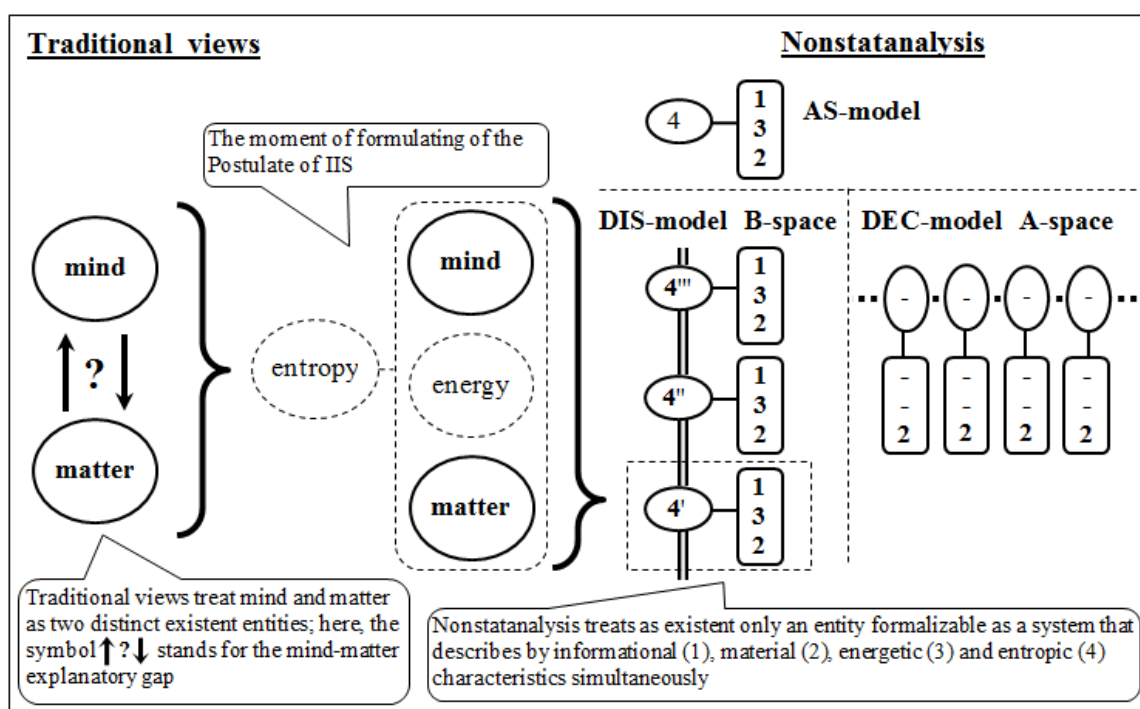 Traditional views
Nonstatanalysis
The moment of formulating of the
Postulate of IIS
4
1
3
2
AS-model
mind
?
matter
entropy
mind
energy
matter
DIS-model B-space
4'''
1
3
2
4''
1
3
2
4'
1
3
2
DEC-model A-space
- - - -
- - - -
- - - -
2 2 2 2
Traditional views treat mind and matter
as two distinct existent entities; here, the
symbol ↑?↓ stands for the mind-matter
explanatory gap
Nonstatanalysis treats as existent only an entity formalizable as a system that
describes by informational (1), material (2), energetic (3) and entropic (4)
characteristics simultaneously